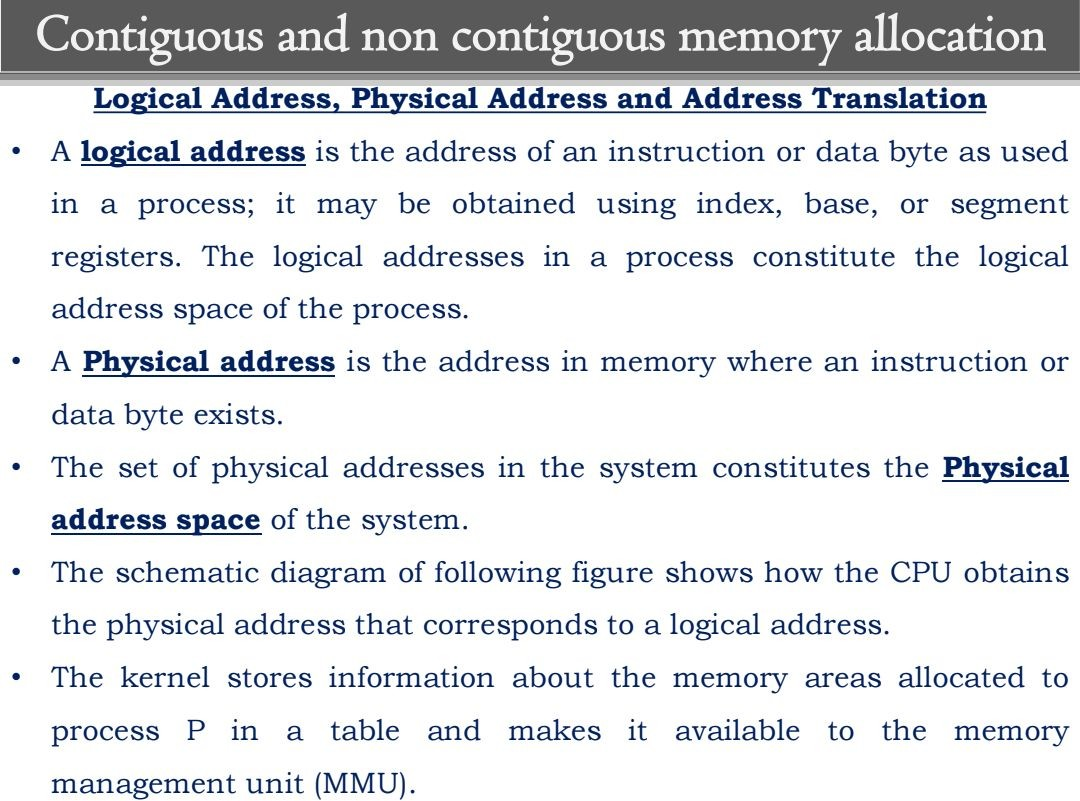 Contiguous and non contiguous memory allocation
Logical Address, Physical Address and Address Translation
• A logical address is the address of an instruction or data byte as used
in a process; it may be obtained using index, base, or segment
registers. The logical addresses in a process constitute the logical
address space of the process.
• A Physical address is the address in memory where an instruction or
data byte exists.
• The set of physical addresses in the system constitutes the Physical
address space of the system.
• The schematic diagram of following figure shows how the CPU obtains
the physical address that corresponds to a logical address.
• The kernel stores information about the memory areas allocated to
process P in a table and makes it available to the memory
management unit (MMU).